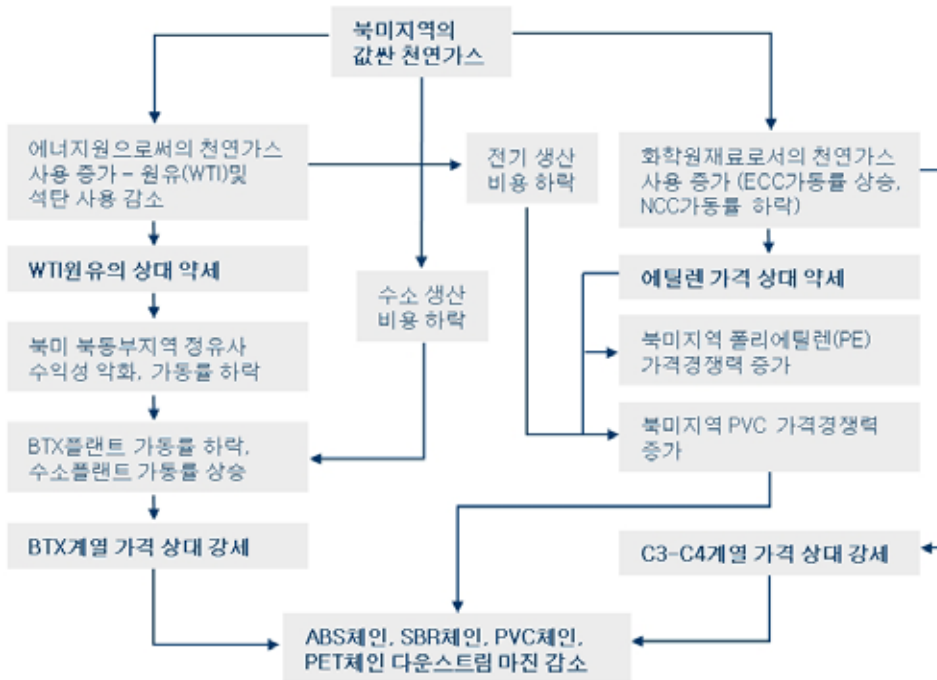 북미지역의
값싼 천연가스
에너지원으로써의 천연가스
사용 증가 – 원유(WTI)및
석탄 사용 감소
전기 생산
비용 하락
화학원재료로서의 천연가스
사용 증가 (ECC가동률 상승,
NCC가동률 하락)
WTI원유의 상대 약세
수소 생산
비용 하락
에틸렌 가격 상대 약세
북미 북동부지역 정유사
수익성 악화, 가동률 하락
북미지역 폴리에틸렌(PE)
가격경쟁력 증가
BTX플랜트 가동률 하락,
수소플랜트 가동률 상승
북미지역 PVC 가격경쟁력
증가
BTX계열 가격 상대 강세
C3-C4계열 가격 상대 강세
ABS체인, SBR체인, PVC체인,
PET체인 다운스트림 마진 감소